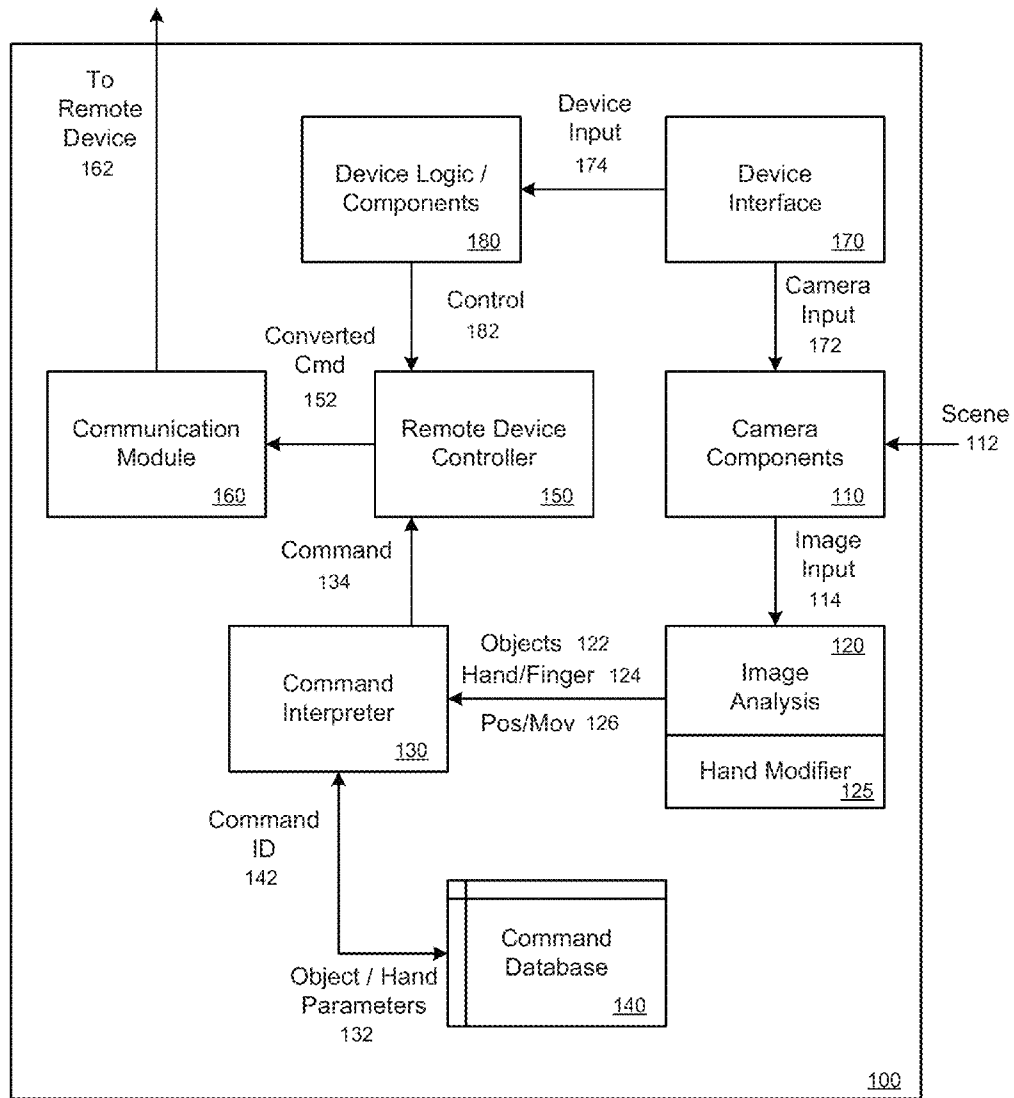 To
Remote
Device
162
Device
Input
174
Device Logic /
Components
180
Device
Interface
170
Control
182
Camera
Input
172
Converted
Cmd
152
Communication
Module
160
Remote Device
Controller
150
Camera
Components
110
Scene
112
Command
134
Image
Input
114
Command
Interpreter
130
Objects 122
Hand/Finger 124
Pos/Mov 126
120
Image
Analysis
Hand Modifier
125
Command
ID
142
Object / Hand
Parameters
132
Command
Database
140
100